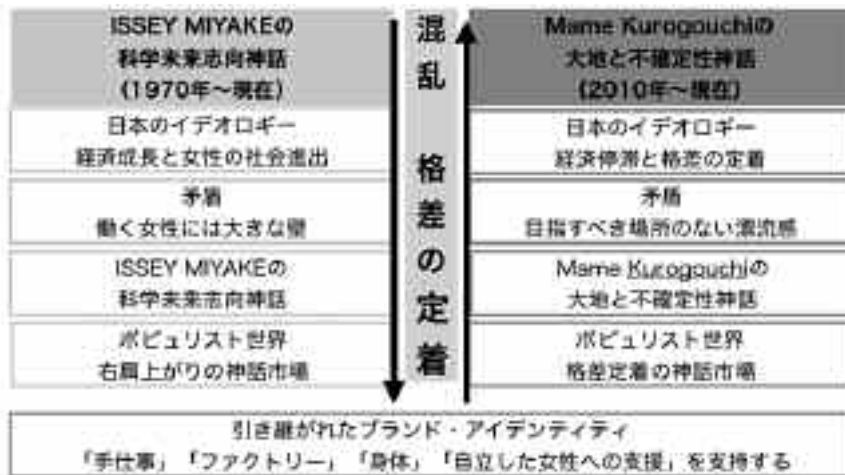 ISSEY MIYAKEの
科学未来志向神話
(1970年～現在)
日本のイデオロギー
経済成長と女性の社会進出
矛盾
働く女性には大きな壁
ISSEY MIYAKEの
科学未来志向神話
ポピュリスト世界
右肩上がりの神話市場
混乱 格差の定着
Mame Kurogouchiの
大地と不確定性神話
(2010年～現在)
日本のイデオロギー
経済停滞と格差の定着
矛盾
目指すべき場所のない漂流感
Mame Kurogouchiの
大地と不確定性神話
ポピュリスト世界
格差定着の神話市場
引き継がれたブランド・アイデンティティ
「手仕事」「ファクトリー」「身体」「自立した女性への支援」を支持する